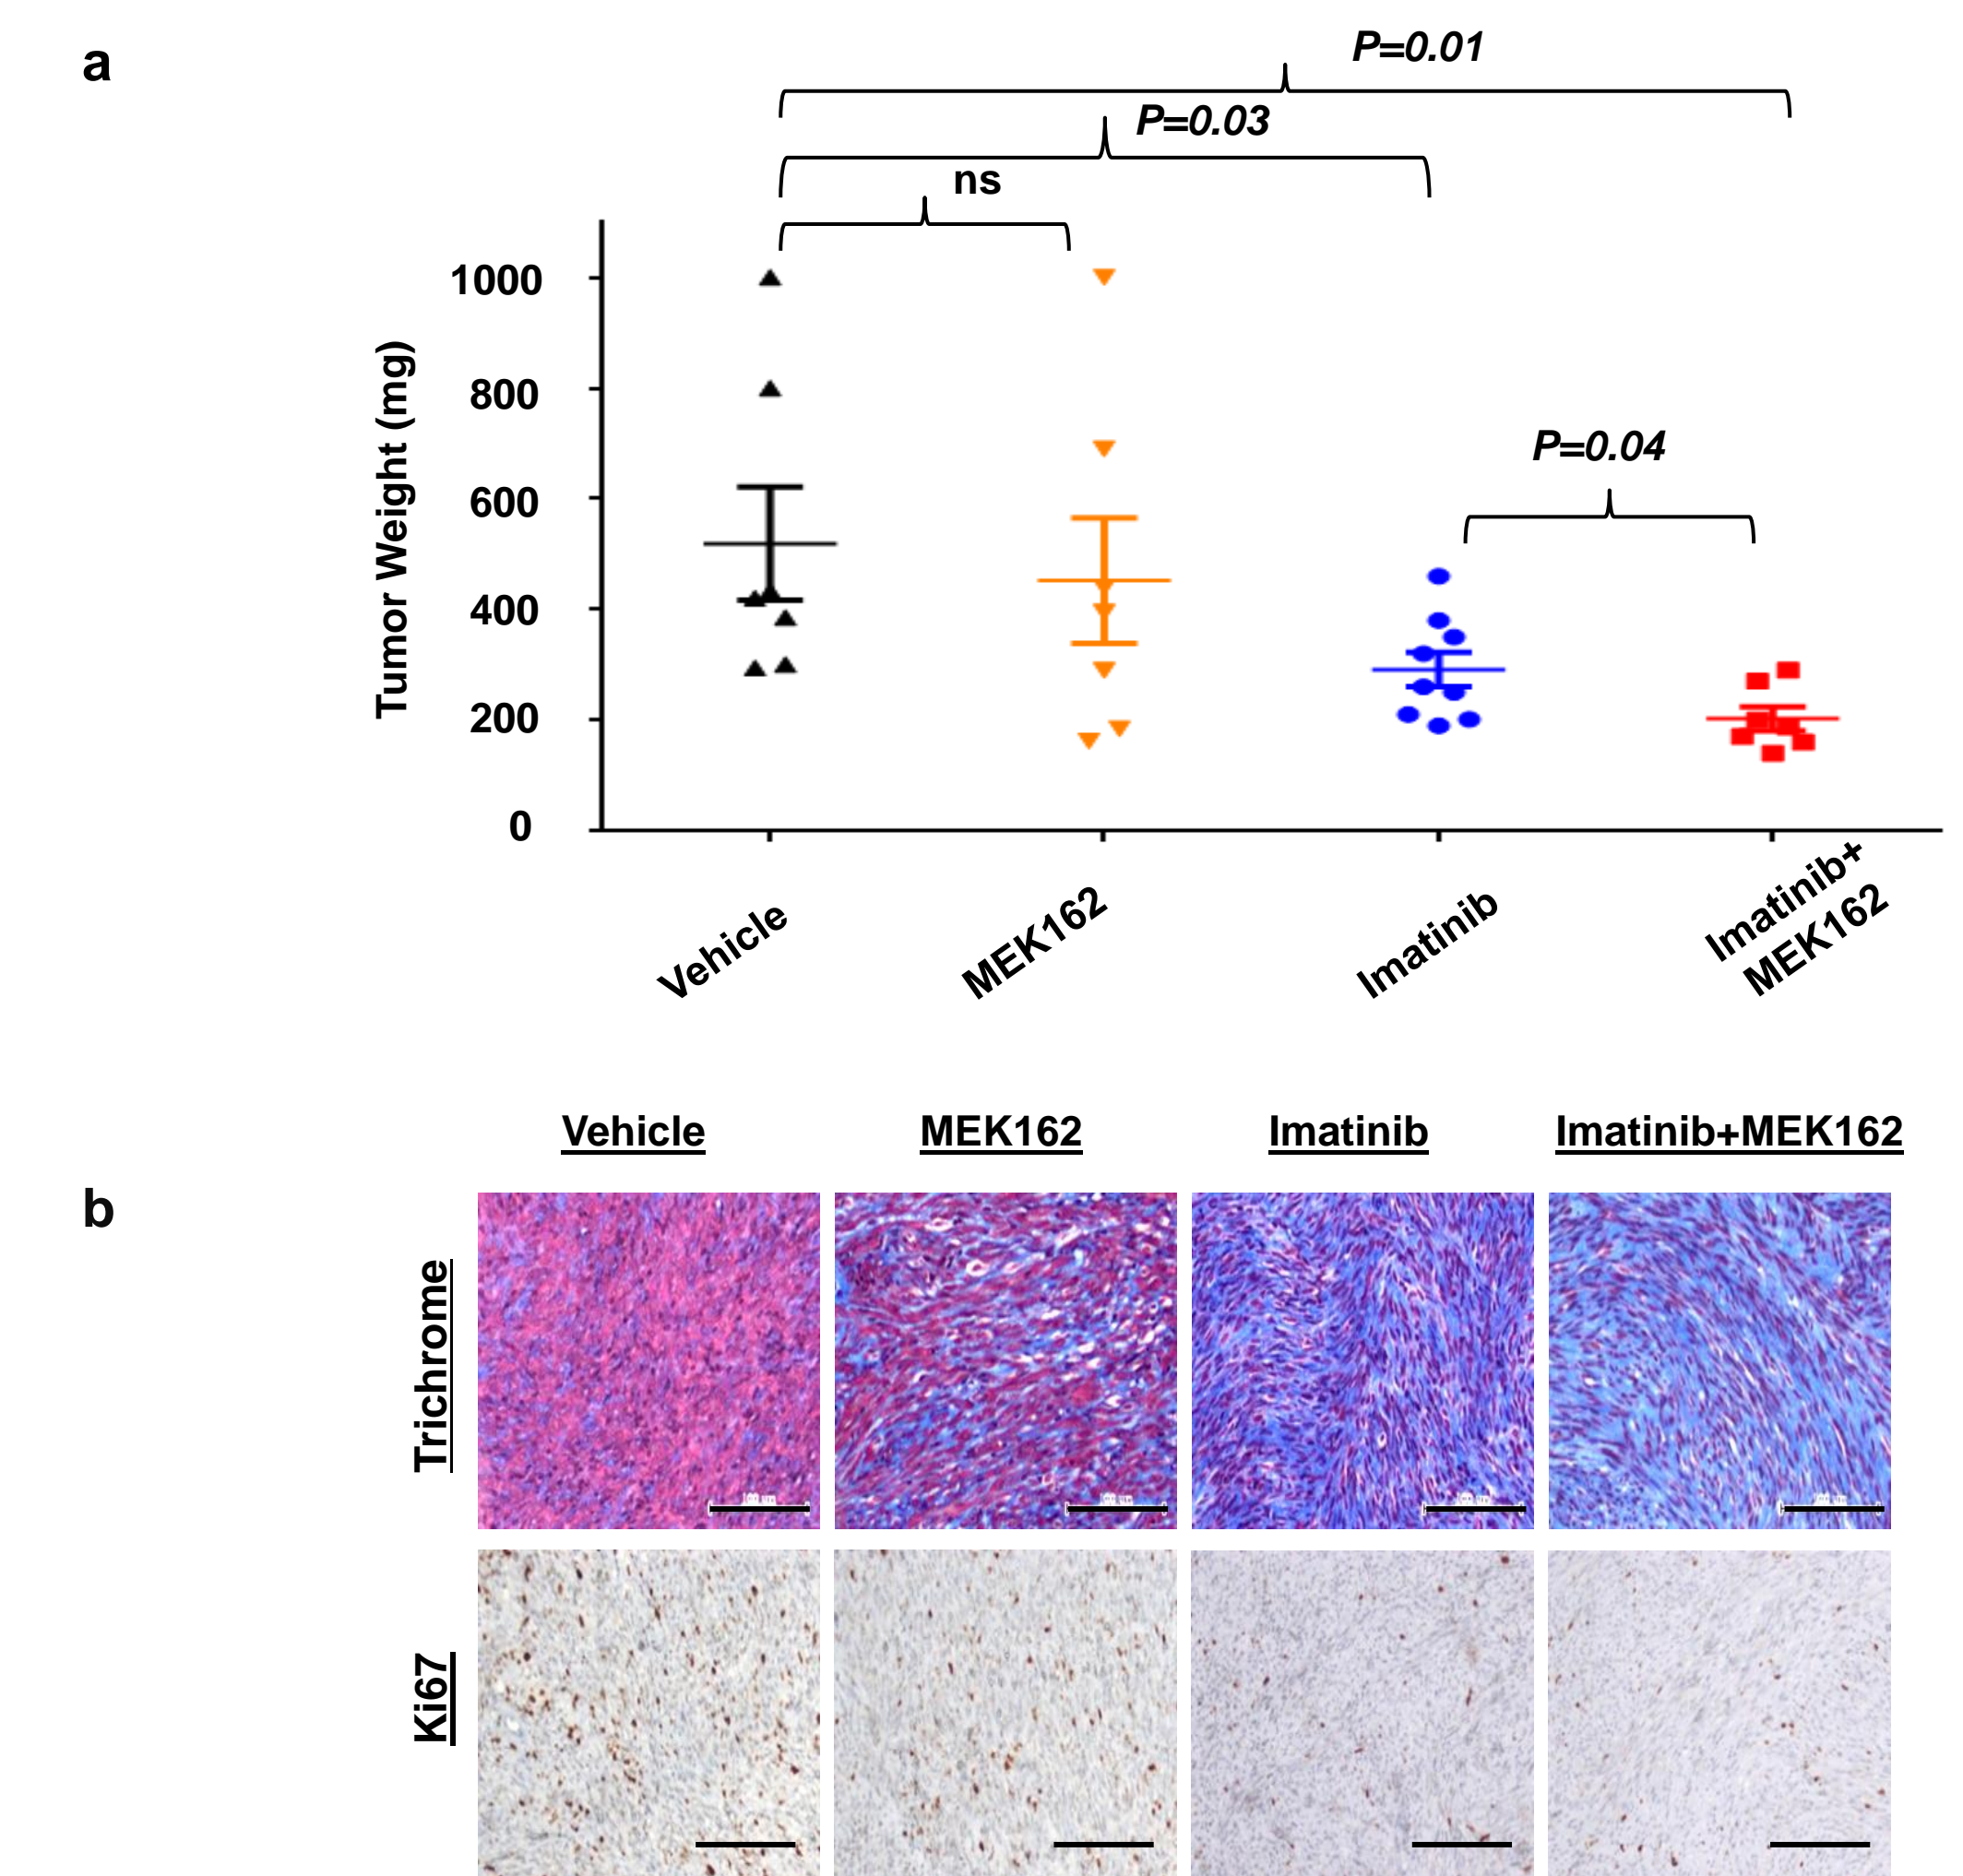 a
P=0.01
P=0.03
ns
1000
800
600
400
200
0
Tumor Weight (mg)
P=0.04
Vehicle
MEK162
Imatinib
Imatinib+
MEK162
Vehicle
MEK162
Imatinib
Imatinib+MEK162
b
Trichrome
Ki67